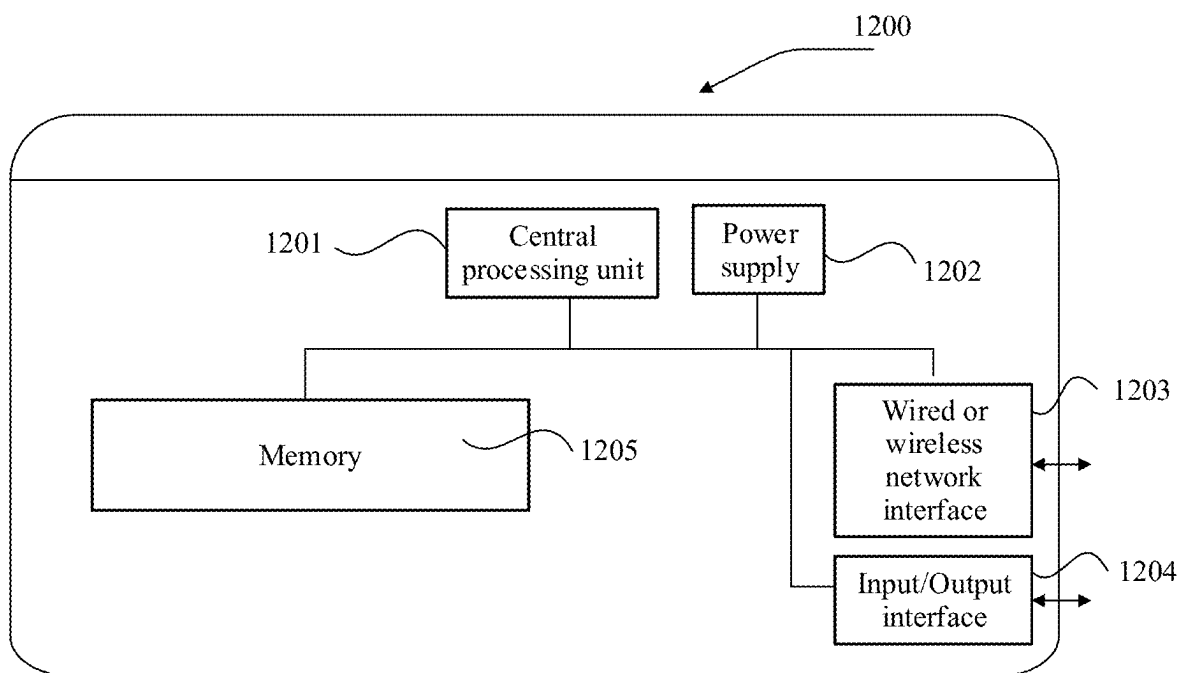 1200
1201
Central
processing unit
Power
supply
1202
1203
Wired or
wireless
network
interface
Memory
1205
1204
Input/Output
interface